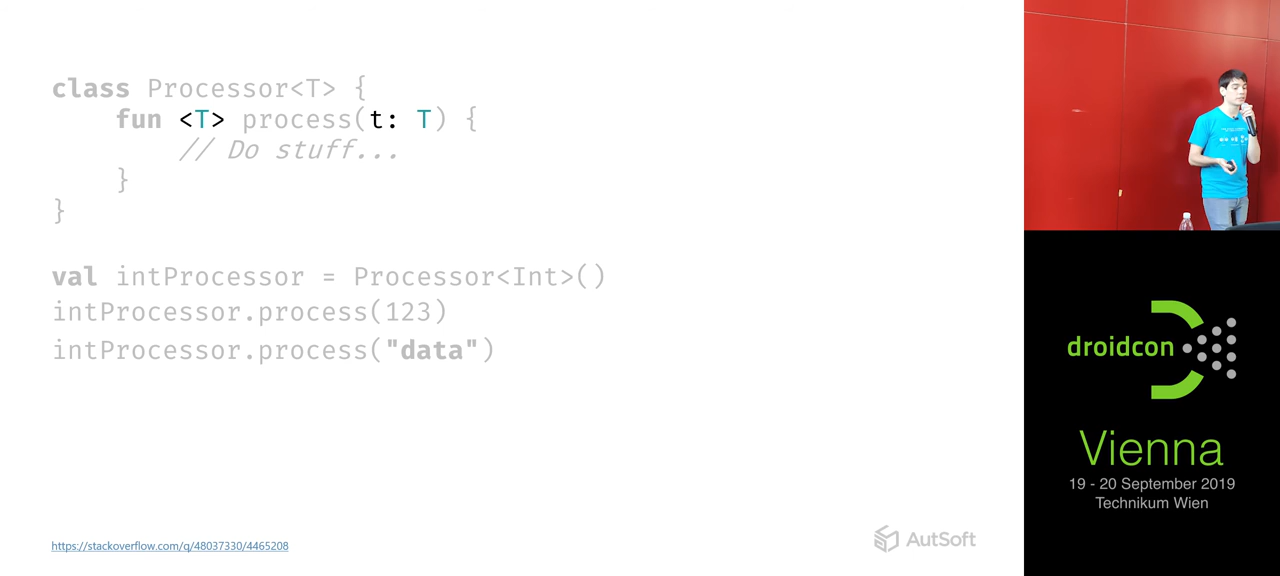 class Processor<T> {
    fun <T> process(t: T) {
        // Do stuff...
    }
}
val intProcessor = Processor<Int>()
intProcessor.process(123)
intProcessor.process("data")
https://stackoverflow.com/q/48037330/4465208
AutSoft
droidcon
Vienna
19 - 20 September 2019
Technikum Wien